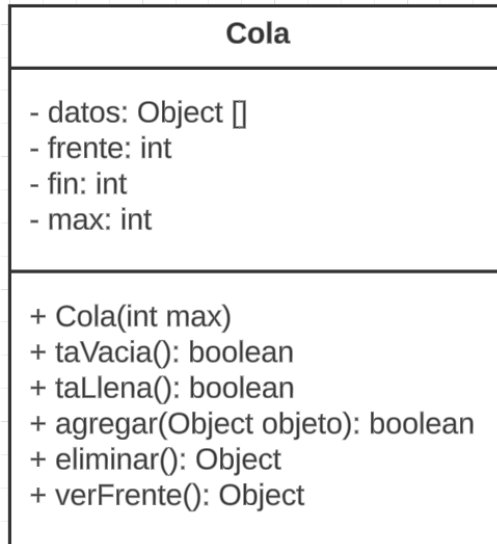 Cola
- datos: Object []
- frente: int
- fin: int
- max: int
+ Cola(int max)
+ taVacia(): boolean
+ taLlena(): boolean
+ agregar(Object objeto): boolean
+ eliminar(): Object
+ verFrente(): Object